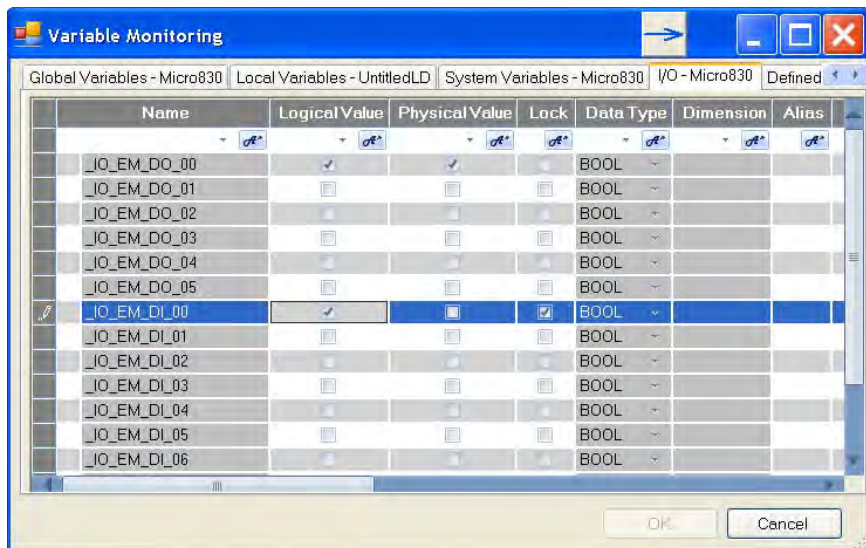 Variable Monitoring
Global Variables - Micro830 Local Variables - UntitledLD System Variables - Micro830 I/O - Micro830 Defined
Name Logical Value Physical Value Lock Data Type Dimension Alias
_IO_EM_DO_00 BOOL
_IO_EM_DO_01 BOOL
_IO_EM_DO_02 BOOL
_IO_EM_DO_03 BOOL
_IO_EM_DO_04 BOOL
_IO_EM_DO_05 BOOL
_IO_EM_DI_00 BOOL
_IO_EM_DI_01 BOOL
_IO_EM_DI_02 BOOL
_IO_EM_DI_03 BOOL
_IO_EM_DI_04 BOOL
_IO_EM_DI_05 BOOL
_IO_EM_DI_06 BOOL
OK Cancel